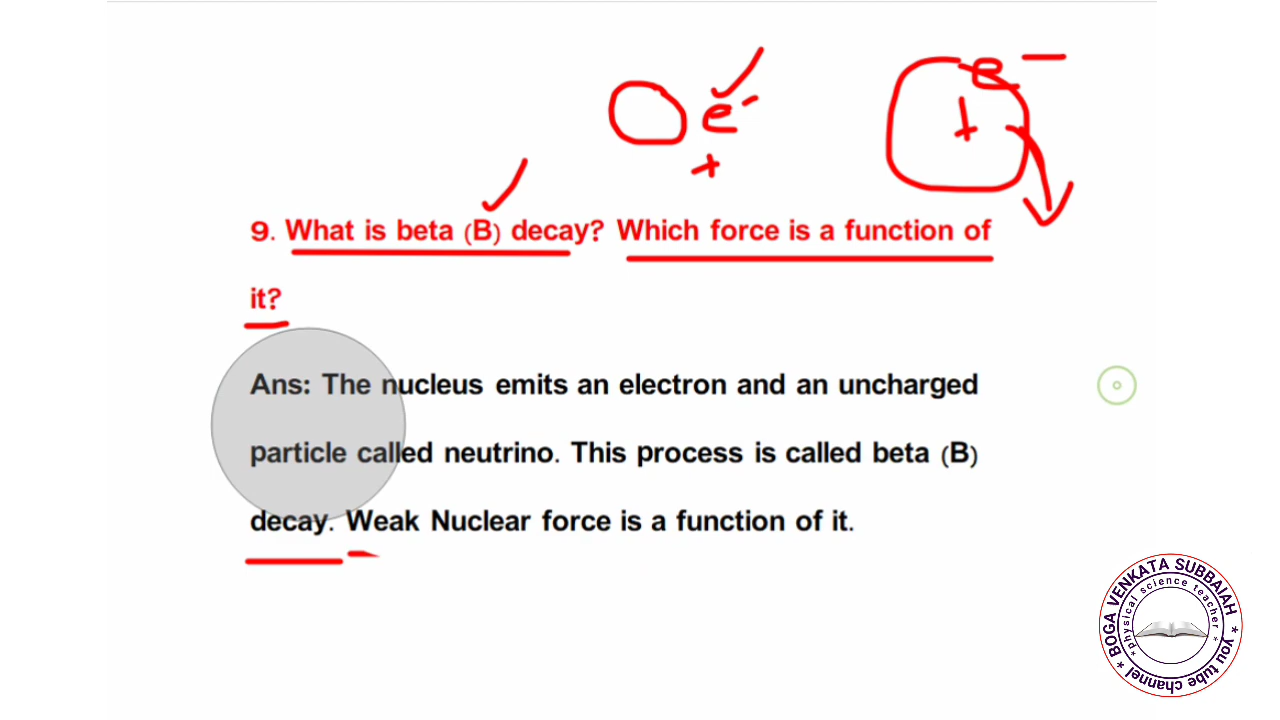 e-
+
e -
+
9. What is beta (B) decay? Which force is a function of
it?
Ans: The nucleus emits an electron and an uncharged
particle called neutrino. This process is called beta (B)
decay. Weak Nuclear force is a function of it.
BOGA VENKATA SUBBAIAH * you tube channel *
* physical science teacher *